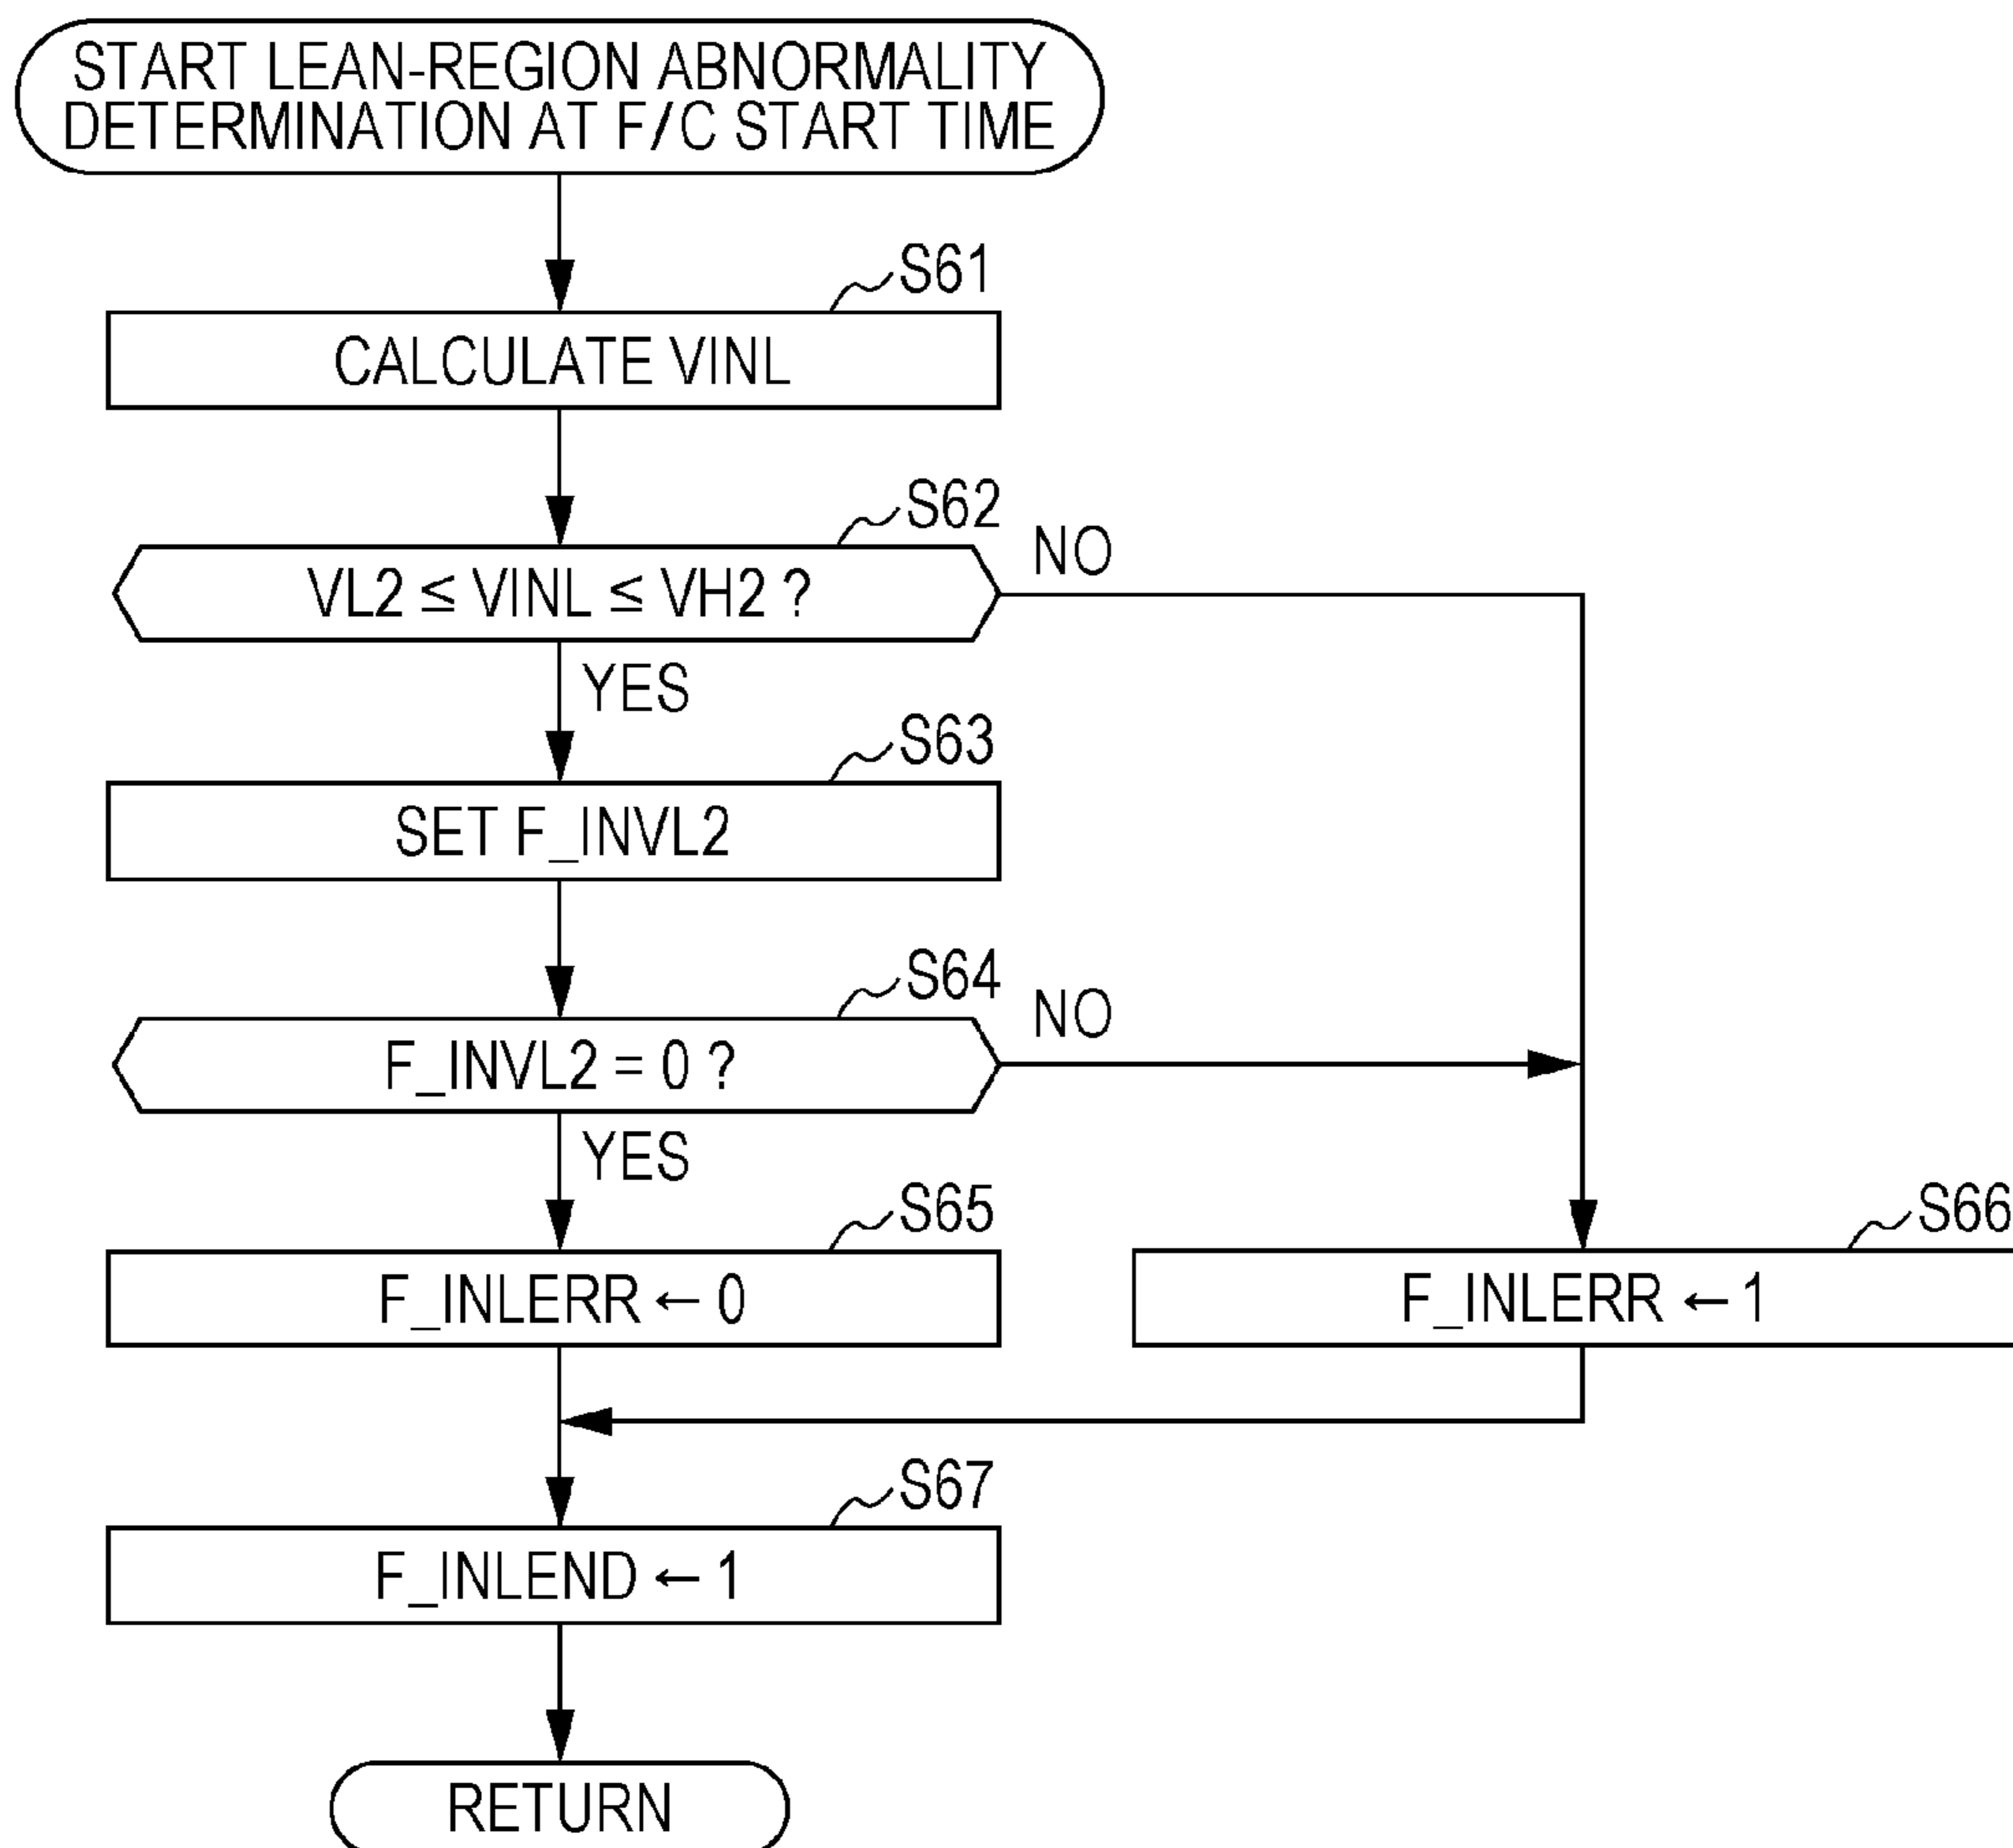 START LEAN-REGION ABNORMALITY
DETERMINATION AT F/C START TIME
S61
CALCULATE VINL
S62
VL2 ≤ VINL ≤ VH2 ?
NO
YES
S63
SET F_INVL2
S64
F_INVL2 = 0 ?
NO
YES
S65
F_INLERR ← 0
S66
F_INLERR ← 1
S67
F_INLEND ← 1
RETURN